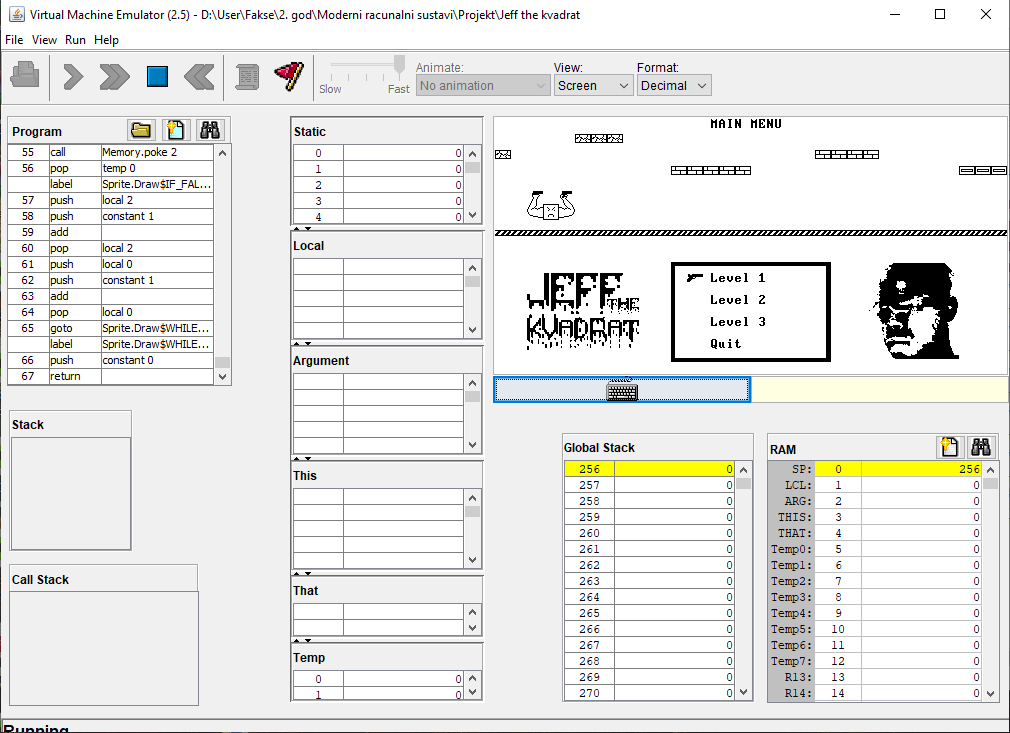 Virtual Machine Emulator (2.5) - D:\User\Fakse\2. god\Moderni racunalni sustavi\Projekt\Jeff the kvadrat
File View Run Help
Slow Fast
Animate: View: Format:
No animation Screen Decimal
Program
55 call Memory.poke 2
56 pop temp 0
label Sprite.Draw$IF_FAL...
57 push local 2
58 push constant 1
59 add
60 pop local 2
61 push local 0
62 push constant 1
63 add
64 pop local 0
65 goto Sprite.Draw$WHILE...
label Sprite.Draw$WHILE...
66 push constant 0
67 return
Stack
Call Stack
Static
0 0
1 0
2 0
3 0
4 0
Local
Argument
This
That
Temp
0 0
1 0
MAIN MENU
JEFF THE
KVADRAT
Level 1
Level 2
Level 3
Quit
Global Stack
256 0
257 0
258 0
259 0
260 0
261 0
262 0
263 0
264 0
265 0
266 0
267 0
268 0
269 0
270 0
RAM
SP: 0 256
LCL: 1 0
ARG: 2 0
THIS: 3 0
THAT: 4 0
Temp0: 5 0
Temp1: 6 0
Temp2: 7 0
Temp3: 8 0
Temp4: 9 0
Temp5: 10 0
Temp6: 11 0
Temp7: 12 0
R13: 13 0
R14: 14 0
Running